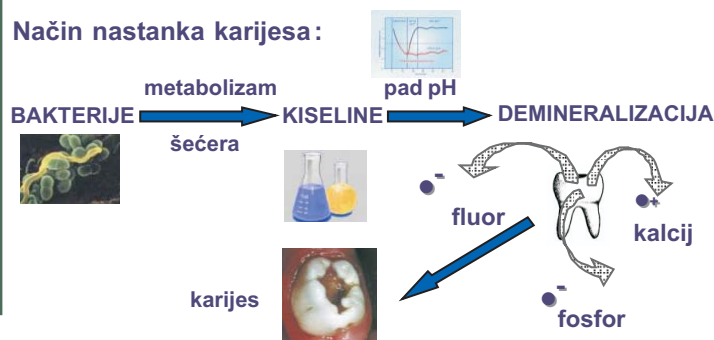 Način nastanka karijesa:
metabolizam
pad pH
BAKTERIJE
KISELINE
DEMINERALIZACIJA
šećera
fluor
kalcij
karijes
fosfor